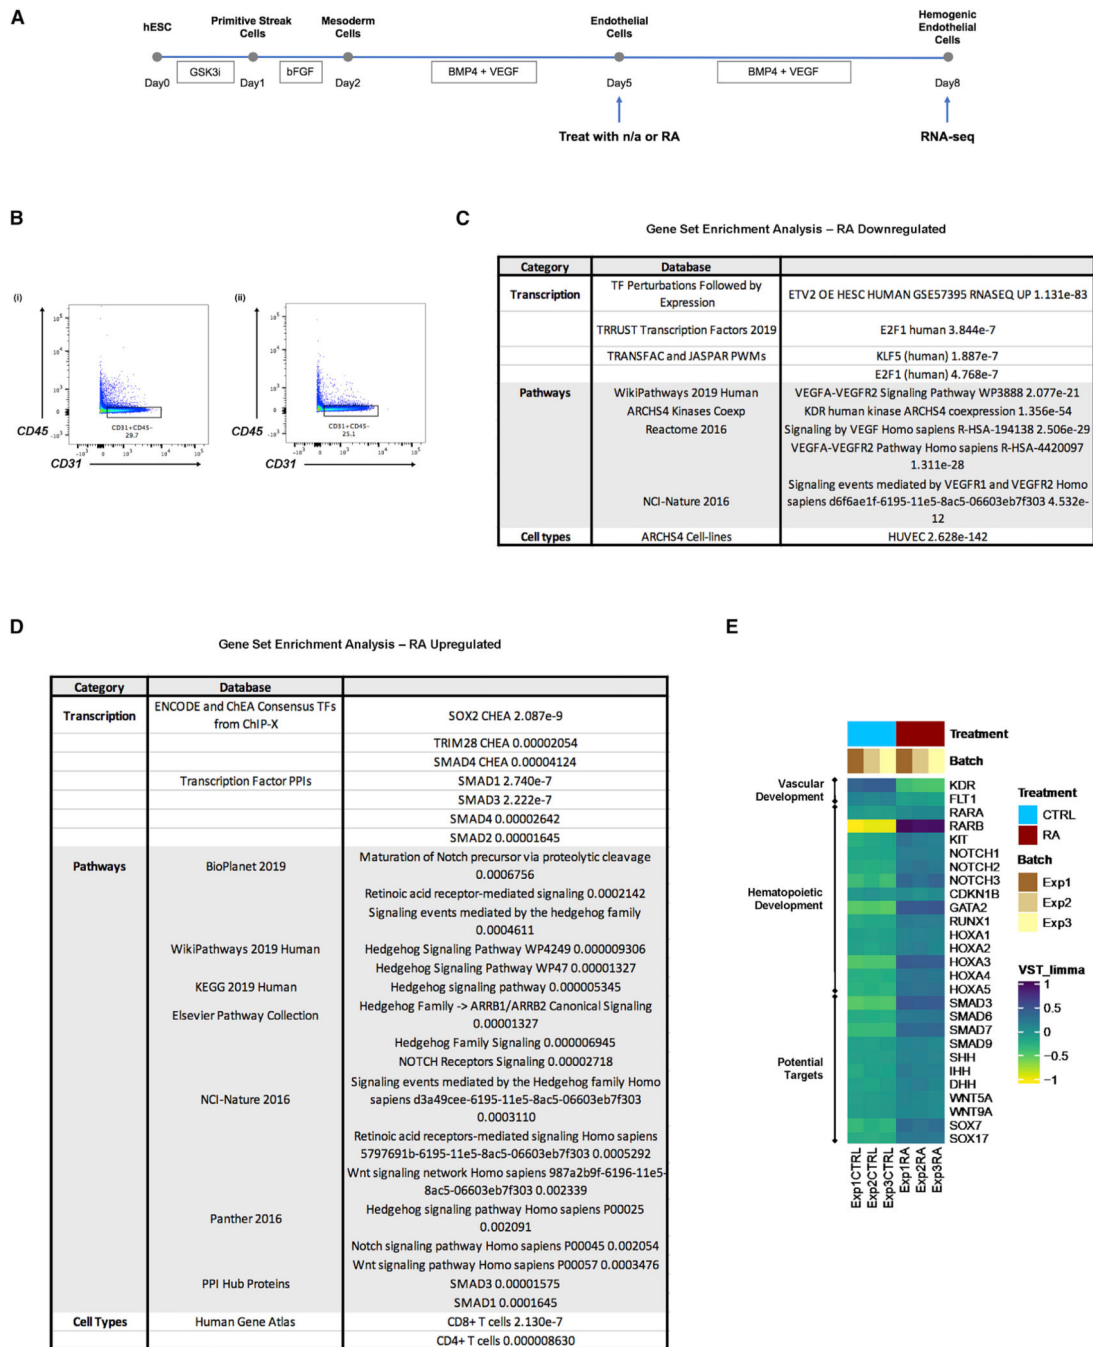 A
hESC
Primitive Streak
Cells
Mesoderm
Cells
Endothelial
Cells
Hemogenic
Endothelial
Cells
GSK3i
bFGF
BMP4 + VEGF
BMP4 + VEGF
Day0
Day1
Day2
Day5
Day8
Treat with n/a or RA
RNA-seq
B
(i)
10⁵
10⁴
10³
0
-10³
CD31+CD45-
29.7
-10³ 0 10³ 10⁴ 10⁵
CD45
CD31
(ii)
10⁵
10⁴
10³
0
-10³
CD31+CD45-
25.1
-10³ 0 10³ 10⁴ 10⁵
CD45
CD31
C
Gene Set Enrichment Analysis – RA Downregulated
Category Database
Transcription
TF Perturbations Followed by
Expression
ETV2 OE HESC HUMAN GSE57395 RNASEQ UP 1.131e-83
TRRUST Transcription Factors 2019 E2F1 human 3.844e-7
TRANSFAC and JASPAR PWMs KLF5 (human) 1.887e-7
E2F1 (human) 4.768e-7
Pathways WikiPathways 2019 Human VEGFA-VEGFR2 Signaling Pathway WP3888 2.077e-21
ARCHS4 Kinases Coexp KDR human kinase ARCHS4 coexpression 1.356e-54
Reactome 2016 Signaling by VEGF Homo sapiens R-HSA-194138 2.506e-29
VEGFA-VEGFR2 Pathway Homo sapiens R-HSA-4420097
1.311e-28
NCI-Nature 2016
Signaling events mediated by VEGFR1 and VEGFR2 Homo
sapiens d6f6ae1f-6195-11e5-8ac5-06603eb7f303 4.532e-
12
Cell types ARCHS4 Cell-lines HUVEC 2.628e-142
D
Gene Set Enrichment Analysis – RA Upregulated
Category Database
Transcription
ENCODE and ChEA Consensus TFs
from ChIP-X
SOX2 CHEA 2.087e-9
TRIM28 CHEA 0.00002054
SMAD4 CHEA 0.00004124
Transcription Factor PPIs SMAD1 2.740e-7
SMAD3 2.222e-7
SMAD4 0.00002642
SMAD2 0.00001645
Pathways BioPlanet 2019
Maturation of Notch precursor via proteolytic cleavage
0.0006756
Retinoic acid receptor-mediated signaling 0.0002142
Signaling events mediated by the hedgehog family
0.0004611
WikiPathways 2019 Human Hedgehog Signaling Pathway WP4249 0.000009306
Hedgehog Signaling Pathway WP47 0.00001327
KEGG 2019 Human Hedgehog signaling pathway 0.000005345
Elsevier Pathway Collection
Hedgehog Family -> ARRB1/ARRB2 Canonical Signaling
0.00001327
Hedgehog Family Signaling 0.000006945
NOTCH Receptors Signaling 0.00002718
NCI-Nature 2016
Signaling events mediated by the Hedgehog family Homo
sapiens d3a49cee-6195-11e5-8ac5-06603eb7f303
0.0003110
Retinoic acid receptors-mediated signaling Homo sapiens
5797691b-6195-11e5-8ac5-06603eb7f303 0.0005292
Wnt signaling network Homo sapiens 987a2b9f-6196-11e5-
8ac5-06603eb7f303 0.002339
Panther 2016
Hedgehog signaling pathway Homo sapiens P00025
0.002091
Notch signaling pathway Homo sapiens P00045 0.002054
Wnt signaling pathway Homo sapiens P00057 0.0003476
PPI Hub Proteins SMAD3 0.00001575
SMAD1 0.0001645
Cell Types Human Gene Atlas CD8+ T cells 2.130e-7
CD4+ T cells 0.000008630
E
Treatment
Batch
Vascular
Development
Hematopoietic
Development
Potential
Targets
KDR
FLT1
RARA
RARB
KIT
NOTCH1
NOTCH2
NOTCH3
CDKN1B
GATA2
RUNX1
HOXA1
HOXA2
HOXA3
HOXA4
HOXA5
SMAD3
SMAD6
SMAD7
SMAD9
SHH
IHH
DHH
WNT5A
WNT9A
SOX7
SOX17
Exp1CTRL
Exp2CTRL
Exp3CTRL
Exp1RA
Exp2RA
Exp3RA
Treatment
CTRL
RA
Batch
Exp1
Exp2
Exp3
VST_limma
1
0.5
0
−0.5
−1